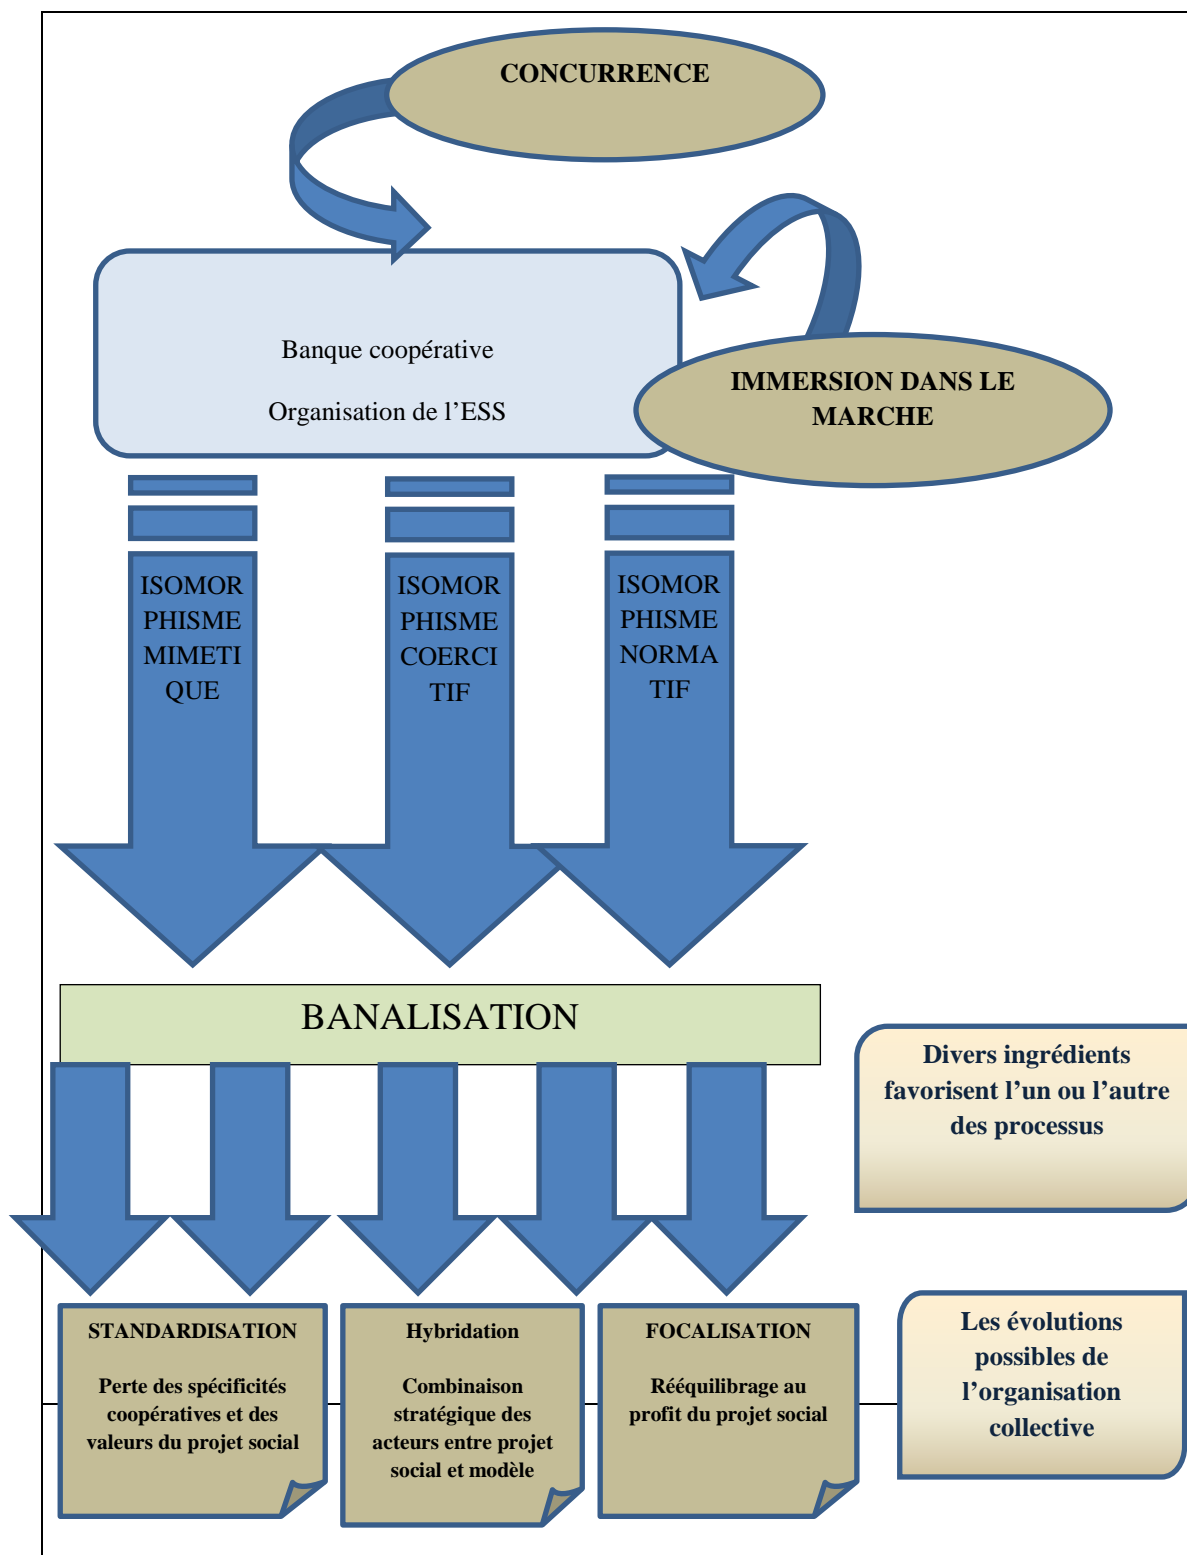 CONCURRENCE
Banque coopérative
Organisation de l’ESS
IMMERSION DANS LE
MARCHE
ISOMOR
PHISME
MIMETI
QUE
ISOMOR
PHISME
COERCI
TIF
ISOMOR
PHISME
NORMA
TIF
BANALISATION
Divers ingrédients
favorisent l’un ou l’autre
des processus
STANDARDISATION
Perte des spécificités
coopératives et des
valeurs du projet social
Hybridation
Combinaison
stratégique des
acteurs entre projet
social et modèle
FOCALISATION
Rééquilibrage au
profit du projet social
Les évolutions
possibles de
l’organisation
collective